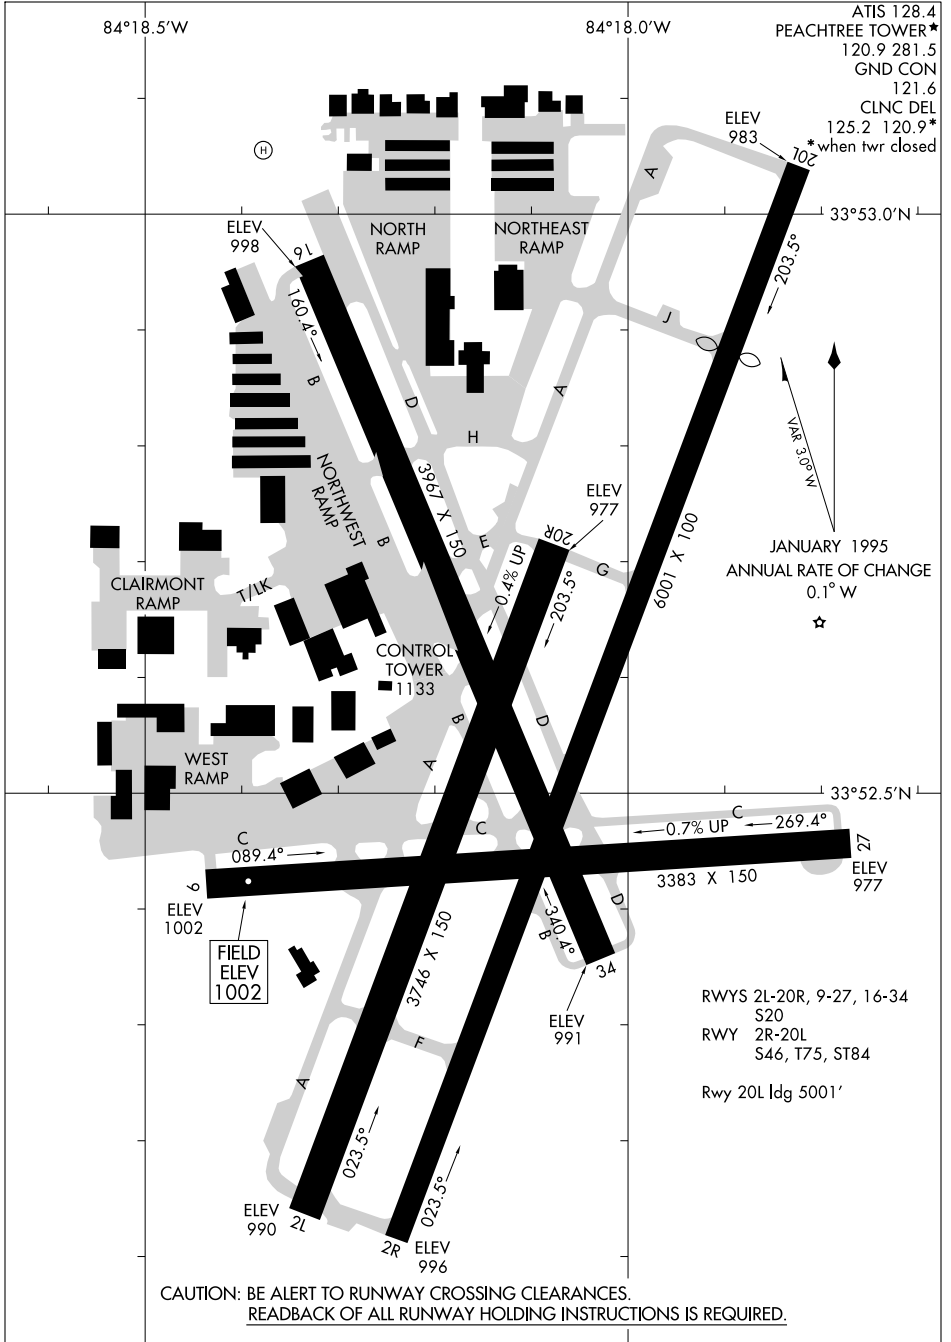 84°18.5'W
84°18.0'W
ATIS 128.4
PEACHTREE TOWER★
120.9 281.5
GND CON
121.6
CLNC DEL
125.2 120.9*
* when twr closed
ELEV
983
20L
H
A
33°53.0'N
ELEV
998
16
NORTH
RAMP
NORTHEAST
RAMP
203.5°
160.4°
J
B
D
A
VAR 3.0° W
H
NORTHWEST
RAMP
3967 X 150
ELEV
977
6001 X 100
B
E
0.4% UP
20R
G
203.5°
JANUARY 1995
ANNUAL RATE OF CHANGE
0.1° W
CLAIRMONT
RAMP
T/LK
CONTROL
TOWER
1133
B
D
A
WEST
RAMP
33°52.5'N
C
089.4°
C
C
0.7% UP
269.4°
27
ELEV
977
3383 X 150
9
ELEV
1002
FIELD
ELEV
1002
3746 X 150
340.4°
B
D
34
ELEV
991
RWYS 2L-20R, 9-27, 16-34
S20
RWY 2R-20L
S46, T75, ST84
Rwy 20L ldg 5001'
F
A
023.5°
023.5°
ELEV
990
2L
2R
ELEV
996
CAUTION: BE ALERT TO RUNWAY CROSSING CLEARANCES.
READBACK OF ALL RUNWAY HOLDING INSTRUCTIONS IS REQUIRED.